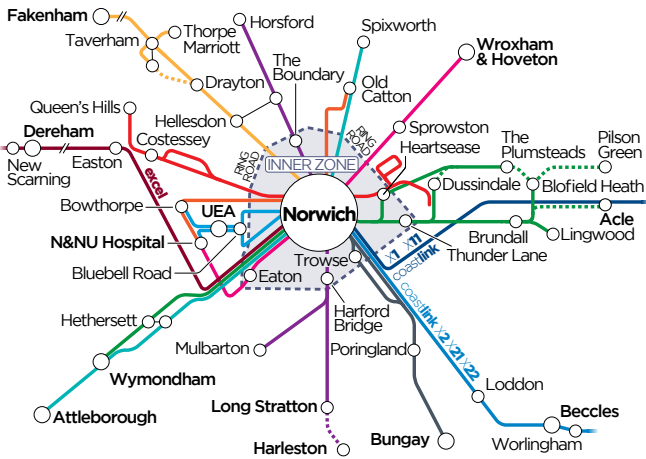 Fakenham
Taverham
Thorpe
Marriott
Horsford
Spixworth
Wroxham
& Hoveton
The
Boundary
Drayton
Old
Catton
Queen's Hills
Hellesdon
Sprowston
Dereham
Costessey
RING
ROAD
RING
ROAD
Heartsease
The
Plumsteads
Pilson
Green
New
Scarning
Easton
INNER ZONE
Dussindale
Blofield Heath
excel
Bowthorpe
UEA
Norwich
Acle
N&NU Hospital
Brundall
Lingwood
Thunder Lane
Bluebell Road
Eaton
Trowse
X1 X11
coastlink
Harford
Bridge
coastlink X2 X21 X22
Hethersett
Mulbarton
Poringland
Wymondham
Loddon
Attleborough
Long Stratton
Beccles
Harleston
Bungay
Worlingham